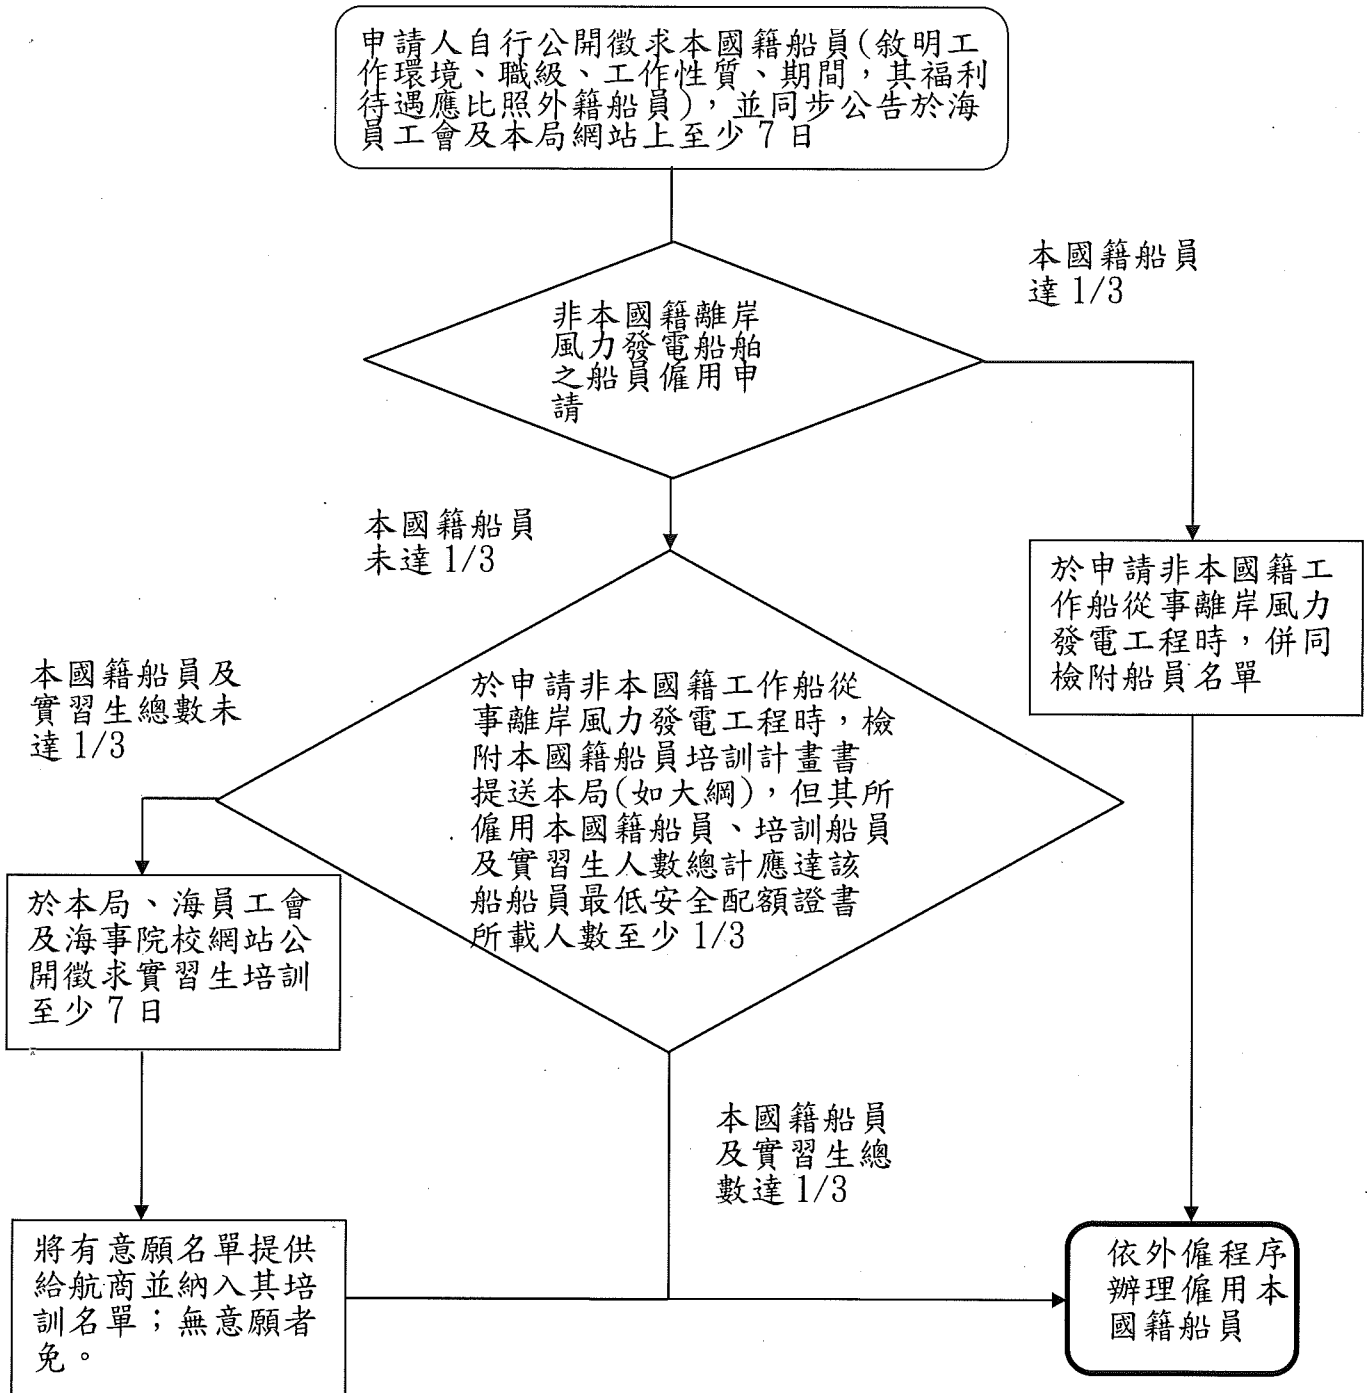 申請人自行公開徵求本國籍船員(敘明工
作環境、職級、工作性質、期間，其福利
待遇應比照外籍船員)，並同步公告於海
員工會及本局網站上至少 7 日
本國籍船員
達 1/3
非本國籍離岸
風力發電船舶
之船員僱用申
請
本國籍船員
未達 1/3
於申請非本國籍工
作船從事離岸風力
發電工程時，併同
檢附船員名單
本國籍船員及
實習生總數未
達 1/3
於申請非本國籍工作船從
事離岸風力發電工程時，檢
附本國籍船員培訓計畫書
提送本局(如大綱)，但其所
僱用本國籍船員、培訓船員
及實習生人數總計應達該
船船員最低安全配額證書
所載人數至少 1/3
於本局、海員工會
及海事院校網站公
開徵求實習生培訓
至少 7 日
本國籍船員
及實習生總
數達 1/3
將有意願名單提供
給航商並納入其培
訓名單；無意願者
免。
依外僱程序
辦理僱用本
國籍船員